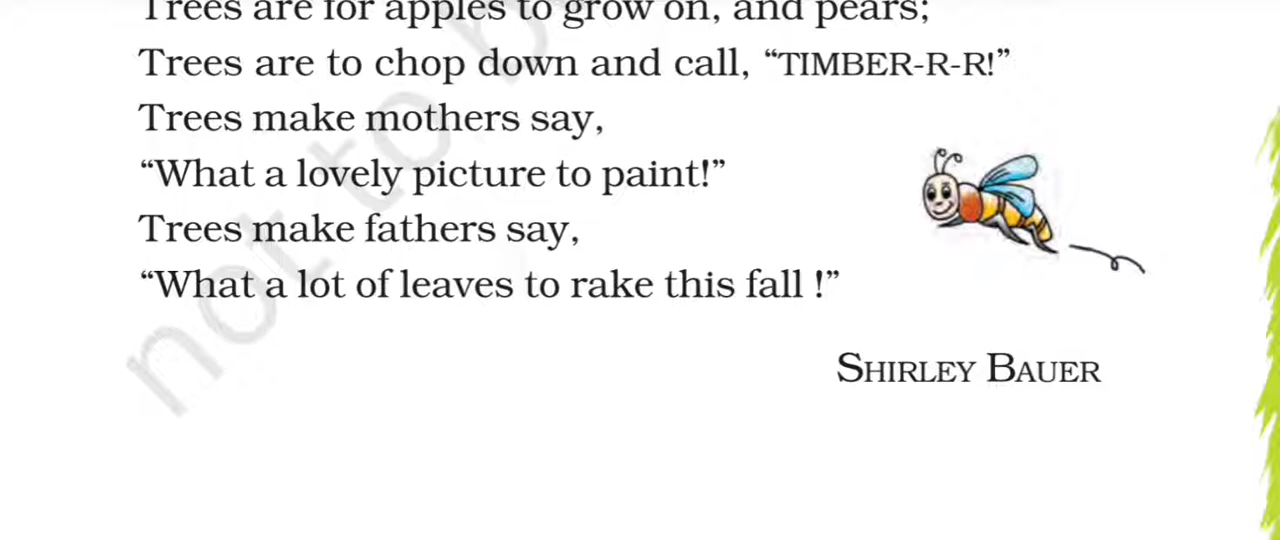 Trees are for apples to grow on, and pears;
Trees are to chop down and call, “TIMBER-R-R!”
Trees make mothers say,
“What a lovely picture to paint!”
Trees make fathers say,
“What a lot of leaves to rake this fall !”
SHIRLEY BAUER
not to b